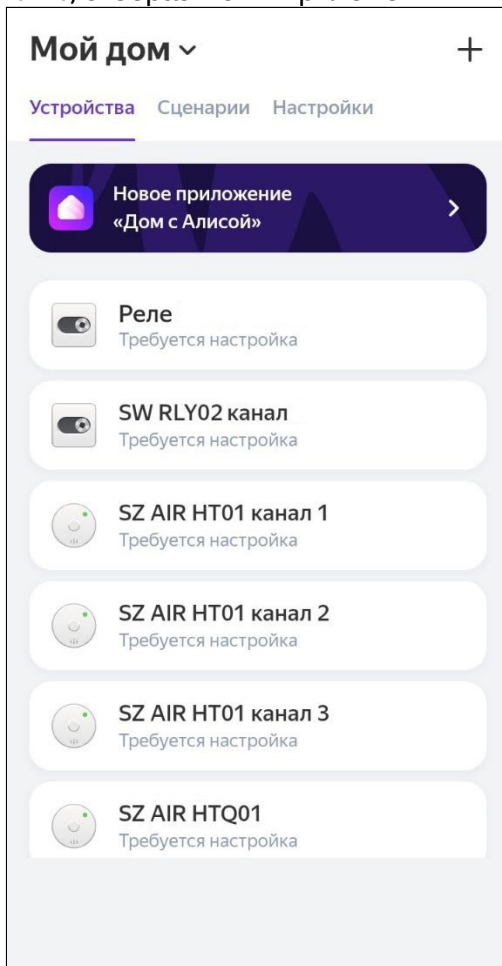 Мой дом
Устройства Сценарии Настройки
Новое приложение
«Дом с Алисой»
Реле
Требуется настройка
SW RLY02 канал
Требуется настройка
SZ AIR HT01 канал 1
Требуется настройка
SZ AIR HT01 канал 2
Требуется настройка
SZ AIR HT01 канал 3
Требуется настройка
SZ AIR HTQ01
Требуется настройка